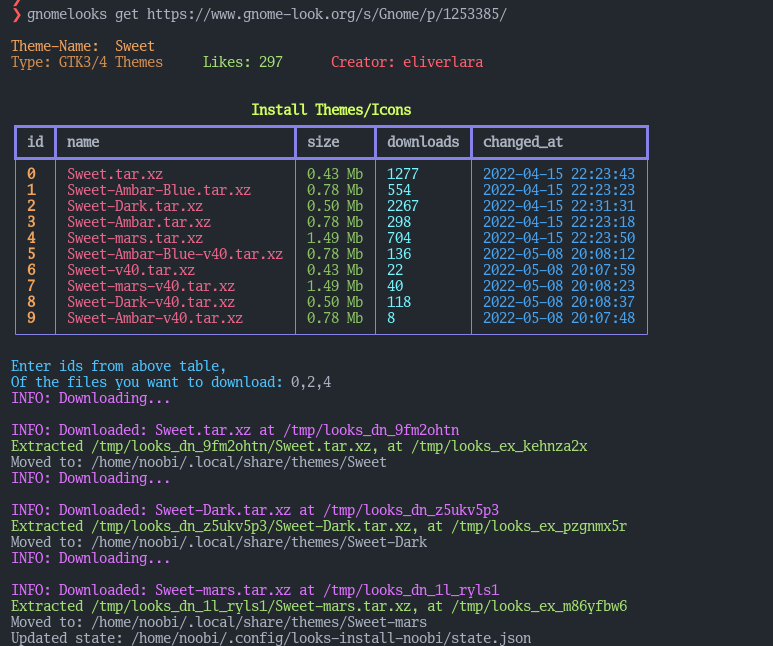 ❯ gnomelooks get https://www.gnome-look.org/s/Gnome/p/1253385/
Theme-Name: Sweet
Type: GTK3/4 Themes Likes: 297 Creator: eliverlara
Install Themes/Icons
id name size downloads changed_at
0 Sweet.tar.xz 0.43 Mb 1277 2022-04-15 22:23:43
1 Sweet-Ambar-Blue.tar.xz 0.78 Mb 554 2022-04-15 22:23:23
2 Sweet-Dark.tar.xz 0.50 Mb 2267 2022-04-15 22:31:31
3 Sweet-Ambar.tar.xz 0.78 Mb 298 2022-04-15 22:23:18
4 Sweet-mars.tar.xz 1.49 Mb 704 2022-04-15 22:23:50
5 Sweet-Ambar-Blue-v40.tar.xz 0.78 Mb 136 2022-05-08 20:08:12
6 Sweet-v40.tar.xz 0.43 Mb 22 2022-05-08 20:07:59
7 Sweet-mars-v40.tar.xz 1.49 Mb 40 2022-05-08 20:08:23
8 Sweet-Dark-v40.tar.xz 0.50 Mb 118 2022-05-08 20:08:37
9 Sweet-Ambar-v40.tar.xz 0.78 Mb 8 2022-05-08 20:07:48
Enter ids from above table,
Of the files you want to download: 0,2,4
INFO: Downloading...
INFO: Downloaded: Sweet.tar.xz at /tmp/looks_dn_9fm2ohtn
Extracted /tmp/looks_dn_9fm2ohtn/Sweet.tar.xz, at /tmp/looks_ex_kehnza2x
Moved to: /home/noobi/.local/share/themes/Sweet
INFO: Downloading...
INFO: Downloaded: Sweet-Dark.tar.xz at /tmp/looks_dn_z5ukv5p3
Extracted /tmp/looks_dn_z5ukv5p3/Sweet-Dark.tar.xz, at /tmp/looks_ex_pzgnmx5r
Moved to: /home/noobi/.local/share/themes/Sweet-Dark
INFO: Downloading...
INFO: Downloaded: Sweet-mars.tar.xz at /tmp/looks_dn_1l_ryls1
Extracted /tmp/looks_dn_1l_ryls1/Sweet-mars.tar.xz, at /tmp/looks_ex_m86yfbw6
Moved to: /home/noobi/.local/share/themes/Sweet-mars
Updated state: /home/noobi/.config/looks-install-noobi/state.json